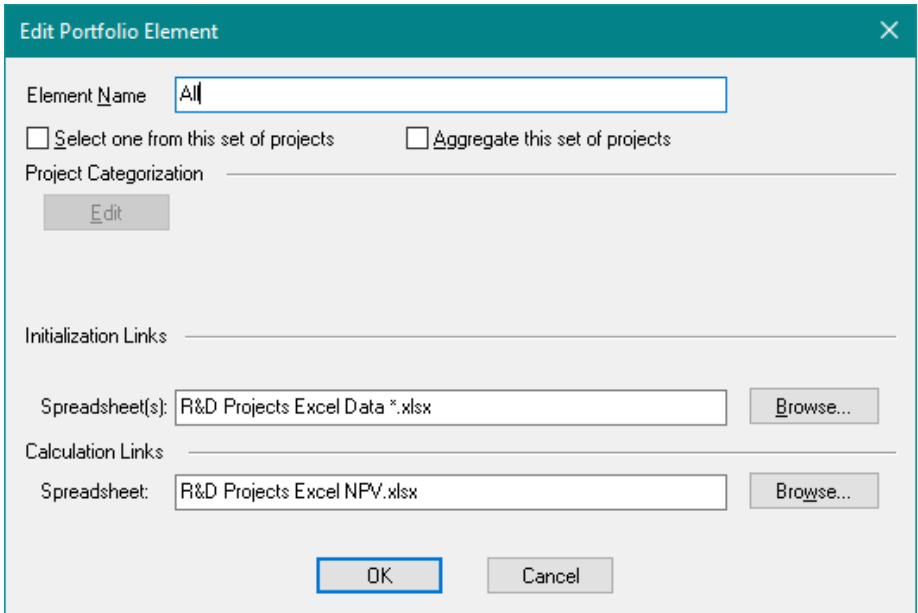 Edit Portfolio Element
Element Name All
Select one from this set of projects Aggregate this set of projects
Project Categorization
Edit
Initialization Links
Spreadsheet(s): R&D Projects Excel Data *.xlsx Browse...
Calculation Links
Spreadsheet: R&D Projects Excel NPV.xlsx Browse...
OK Cancel